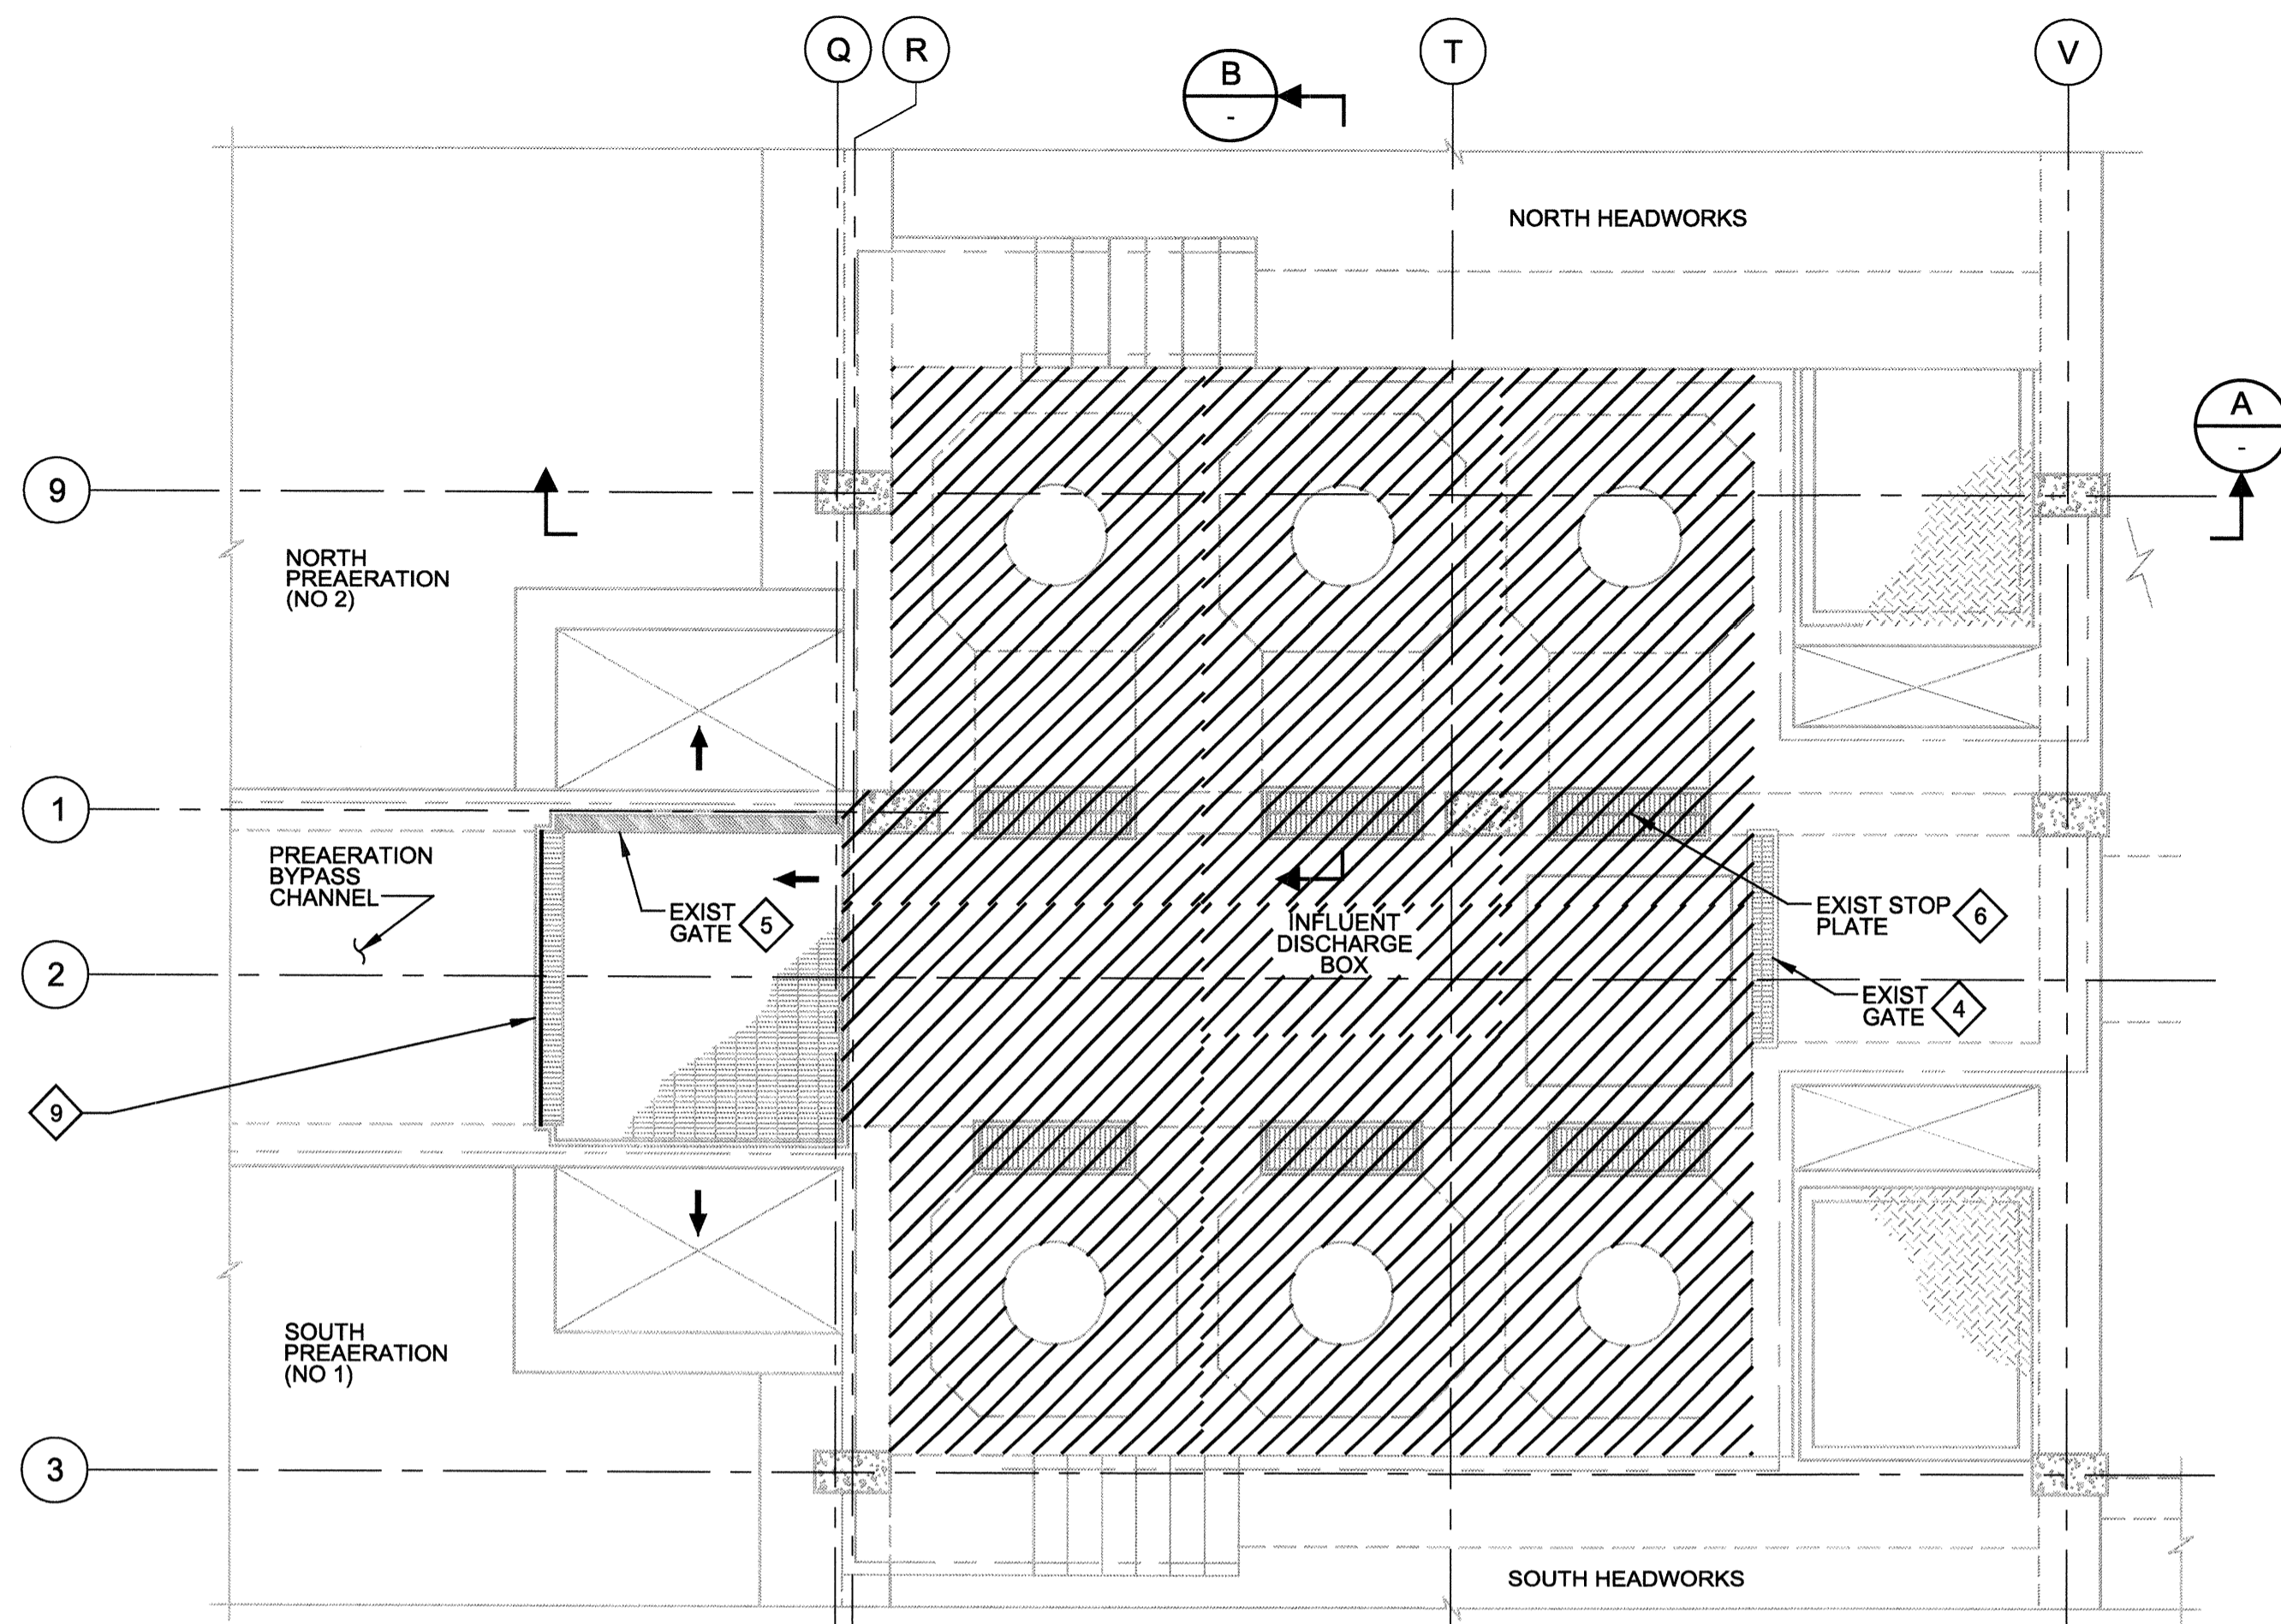 Q
R
T
V
B
-
NORTH HEADWORKS
A
-
9
NORTH
PREAERATION
(NO 2)
1
PREAERATION
BYPASS
CHANNEL
EXIST
GATE 5
EXIST STOP
PLATE 6
INFLUENT
DISCHARGE
BOX
2
EXIST
GATE 4
9
SOUTH
PREAERATION
(NO 1)
3
SOUTH HEADWORKS